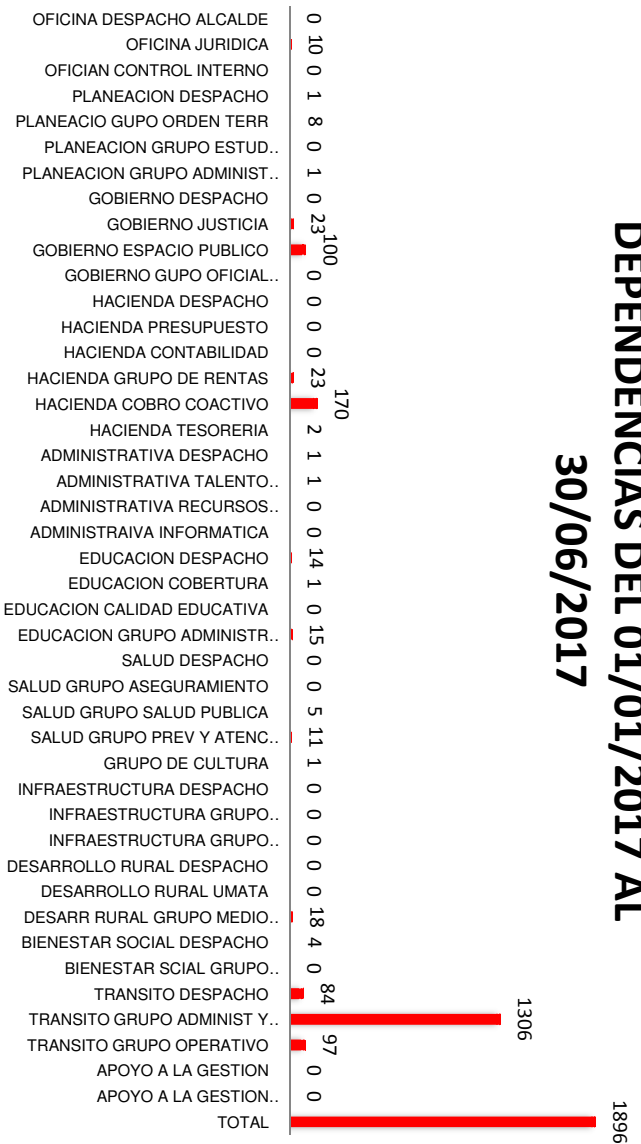 DEPENDENCIAS DEL 01/01/2017 AL
30/06/2017
OFICINA DESPACHO ALCALDE 0
OFICINA JURIDICA 10
OFICIAN CONTROL INTERNO 0
PLANEACION DESPACHO 1
PLANEACIO GUPO ORDEN TERR 8
PLANEACION GRUPO ESTUD.. 0
PLANEACION GRUPO ADMINIST.. 1
GOBIERNO DESPACHO 0
GOBIERNO JUSTICIA 23
GOBIERNO ESPACIO PUBLICO 100
GOBIERNO GUPO OFICIAL.. 0
HACIENDA DESPACHO 0
HACIENDA PRESUPUESTO 0
HACIENDA CONTABILIDAD 0
HACIENDA GRUPO DE RENTAS 23
HACIENDA COBRO COACTIVO 170
HACIENDA TESORERIA 2
ADMINISTRATIVA DESPACHO 1
ADMINISTRATIVA TALENTO.. 1
ADMINISTRATIVA RECURSOS.. 0
ADMINISTRAIVA INFORMATICA 0
EDUCACION DESPACHO 14
EDUCACION COBERTURA 1
EDUCACION CALIDAD EDUCATIVA 0
EDUCACION GRUPO ADMINISTR.. 15
SALUD DESPACHO 0
SALUD GRUPO ASEGURAMIENTO 0
SALUD GRUPO SALUD PUBLICA 5
SALUD GRUPO PREV Y ATENC.. 11
GRUPO DE CULTURA 1
INFRAESTRUCTURA DESPACHO 0
INFRAESTRUCTURA GRUPO.. 0
INFRAESTRUCTURA GRUPO.. 0
DESARROLLO RURAL DESPACHO 0
DESARROLLO RURAL UMATA 0
DESARR RURAL GRUPO MEDIO.. 18
BIENESTAR SOCIAL DESPACHO 4
BIENESTAR SCIAL GRUPO.. 0
TRANSITO DESPACHO 84
TRANSITO GRUPO ADMINIST Y.. 1306
TRANSITO GRUPO OPERATIVO 97
APOYO A LA GESTION 0
APOYO A LA GESTION.. 0
TOTAL 1896